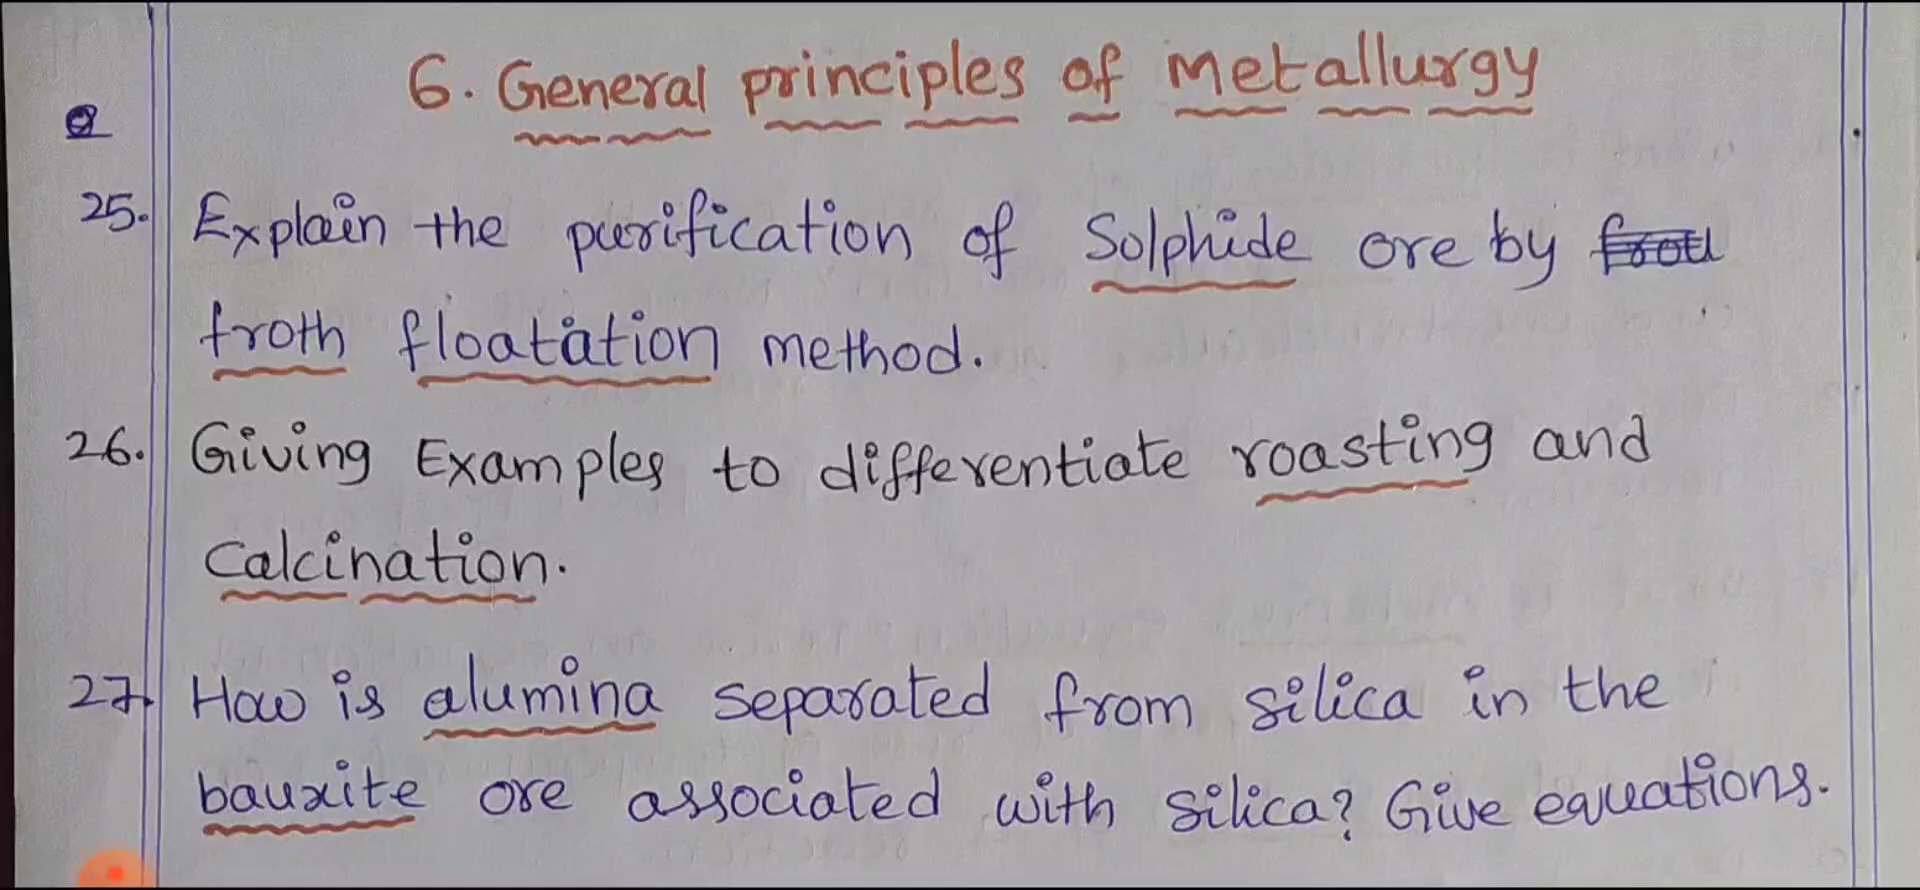 6. General principles of Metallurgy
Q
25. Explain the purification of Solphide ore by
froth floatation method.
26. Giving Examples to differentiate roasting and
Calcination.
27. How is alumina separated from silica in the
bauxite ore associated with silica? Give equations.